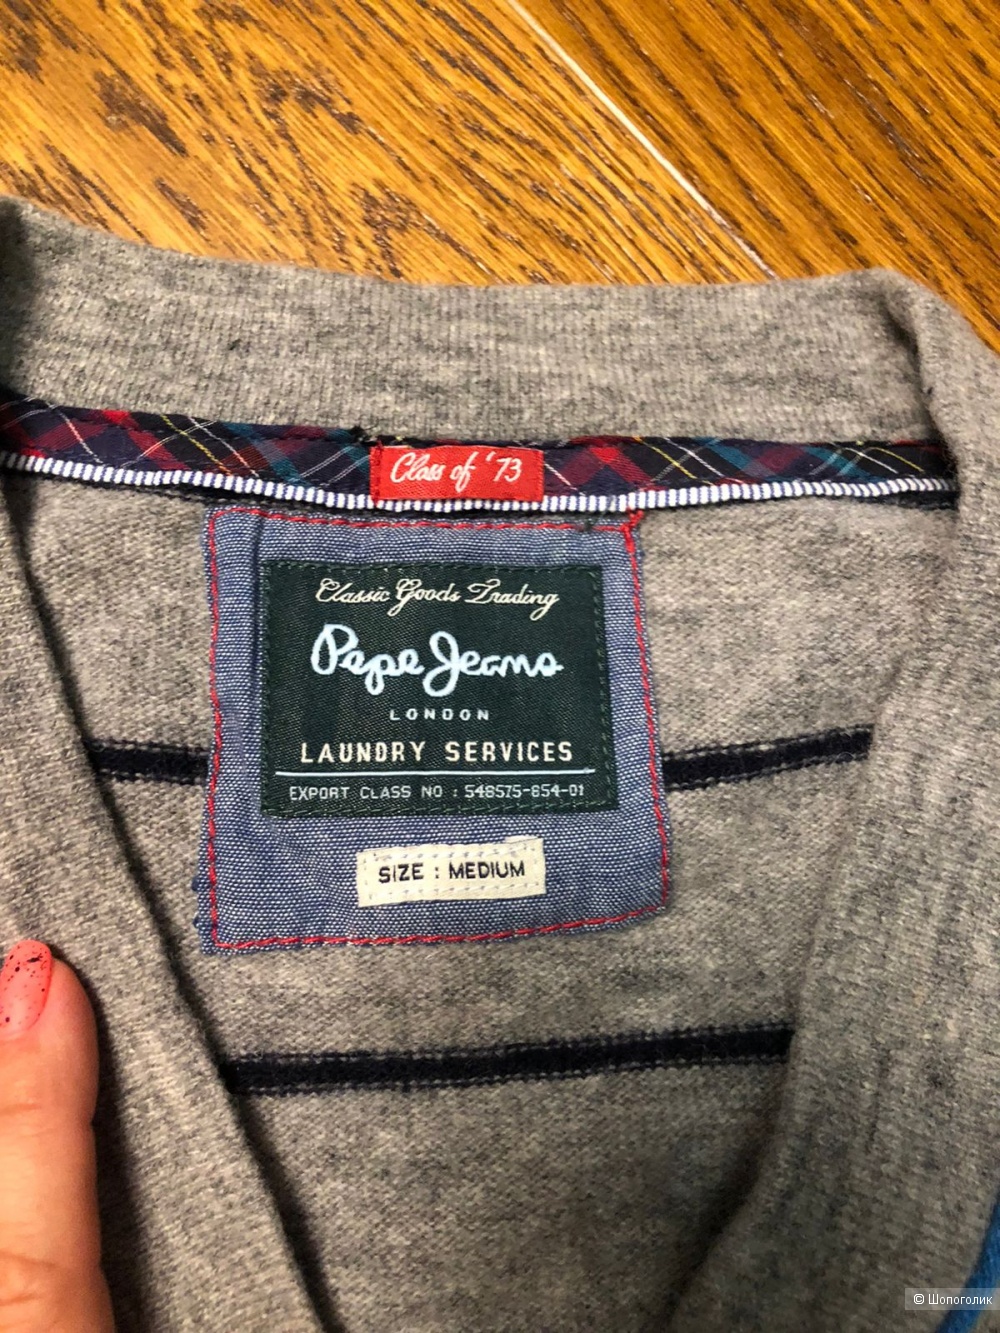 Class of '73
Classic Goods Trading
Pepe Jeans
LONDON
LAUNDRY SERVICES
EXPORT CLASS NO : 548575-854-01
SIZE : MEDIUM
© Шопоголик